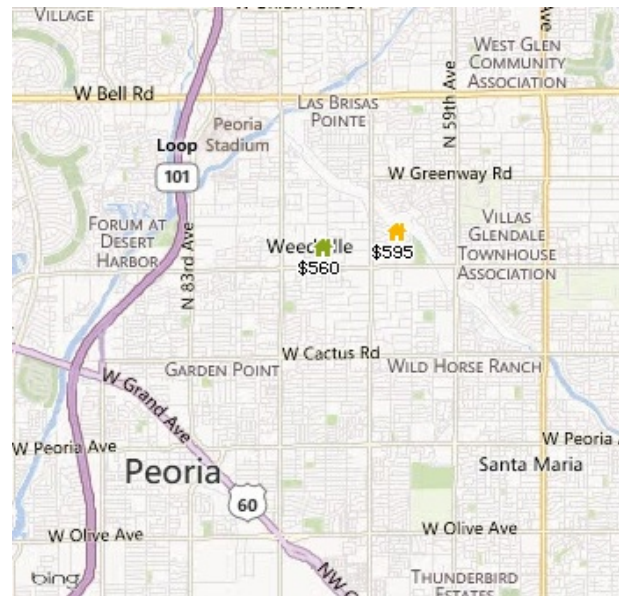 VILLAGE
WEST GLEN
COMMUNITY
ASSOCIATION
N 59th Ave
Ave
W Bell Rd
LAS BRISAS
POINTE
Peoria
Stadium
Loop
101
W Greenway Rd
FORUM AT
DESERT
HARBOR
N 83rd Ave
VILLAS
GLENDALE
TOWNHOUSE
ASSOCIATION
$595
$560
W Cactus Rd
GARDEN POINT
WILD HORSE RANCH
W Grand Ave
W Peoria Ave
W Peoria
Peoria
Santa Maria
60
W Olive Ave
W Olive Ave
bing
THUNDERBIRD
ESTATES